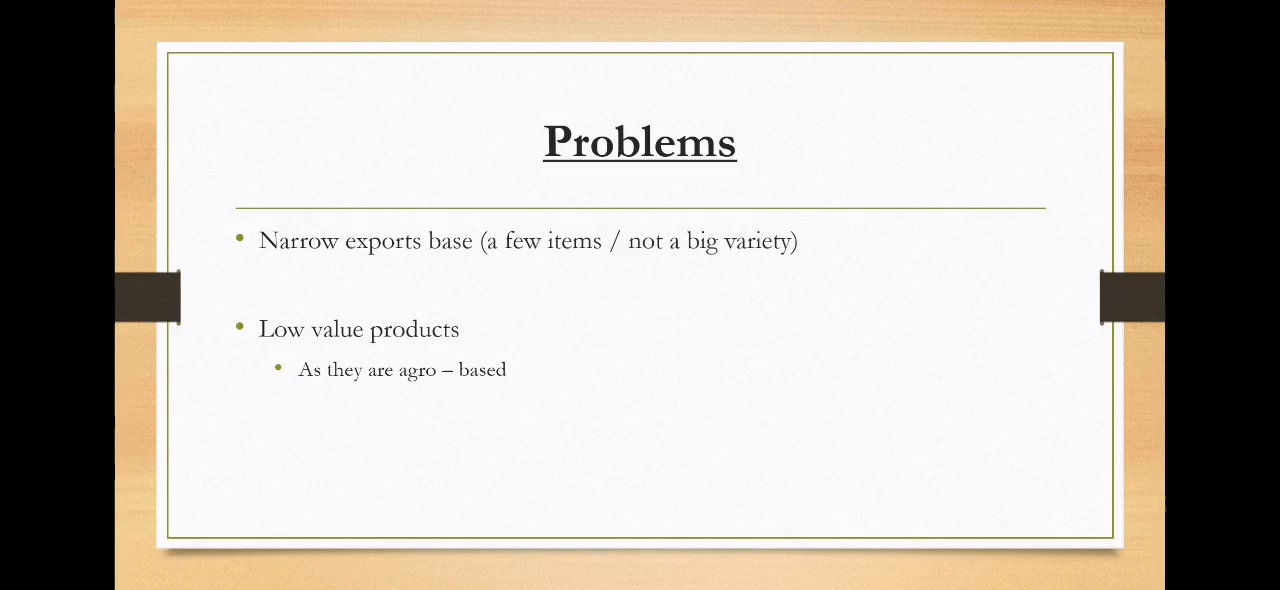 Problems
Narrow exports base (a few items / not a big variety)
Low value products
As they are agro – based